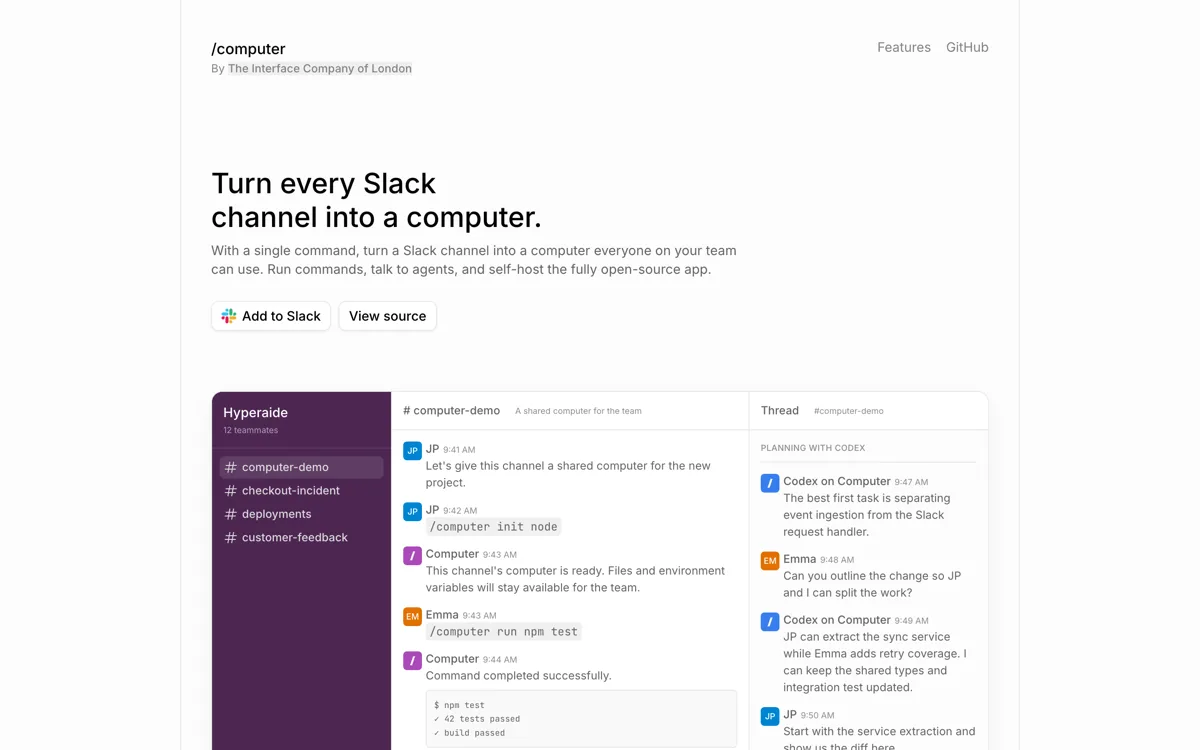 /computer
By The Interface Company of London
Features
GitHub
Turn every Slack
channel into a computer.
With a single command, turn a Slack channel into a computer everyone on your team
can use. Run commands, talk to agents, and self-host the fully open-source app.
Add to Slack
View source
Hyperaide
12 teammates
# computer-demo
# checkout-incident
# deployments
# customer-feedback
# computer-demo A shared computer for the team
JP
JP 9:41 AM
Let's give this channel a shared computer for the new
project.
JP
JP 9:42 AM
/computer init node
/
Computer 9:43 AM
This channel's computer is ready. Files and environment
variables will stay available for the team.
EM
Emma 9:43 AM
/computer run npm test
/
Computer 9:44 AM
Command completed successfully.
$ npm test
✓ 42 tests passed
✓ build passed
Thread #computer-demo
PLANNING WITH CODEX
/
Codex on Computer 9:47 AM
The best first task is separating
event ingestion from the Slack
request handler.
EM
Emma 9:48 AM
Can you outline the change so JP
and I can split the work?
/
Codex on Computer 9:49 AM
JP can extract the sync service
while Emma adds retry coverage. I
can keep the shared types and
integration test updated.
JP
JP 9:50 AM
Start with the service extraction and
show us the diff here.